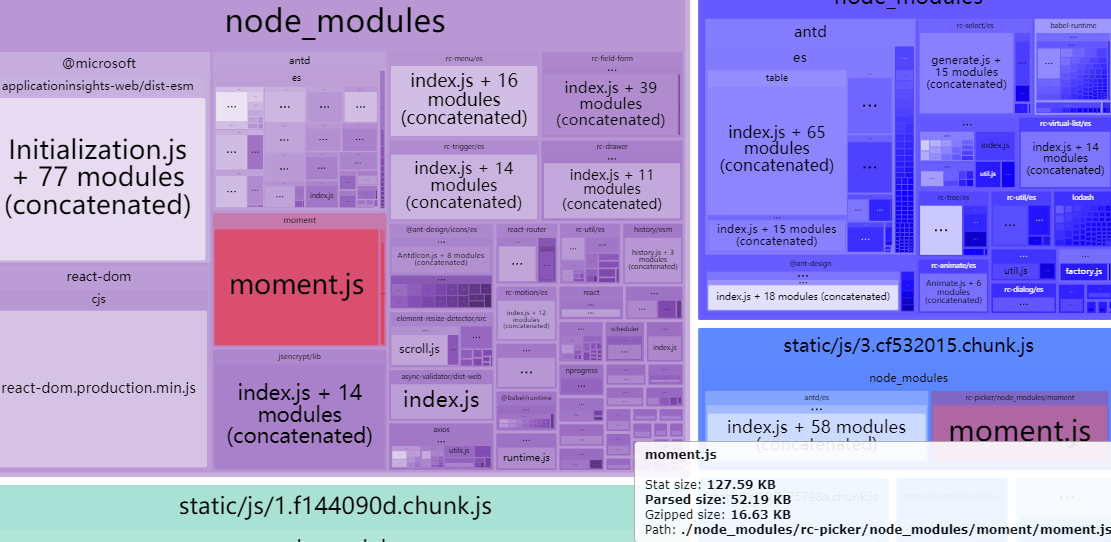 node_modules
@microsoft
applicationinsights-web/dist-esm
Initialization.js
+ 77 modules
(concatenated)
react-dom
cjs
react-dom.production.min.js
antd
es
...
index.js
moment
moment.js
jsencrypt/lib
index.js + 14
modules
(concatenated)
rc-menu/es
index.js + 16
modules
(concatenated)
rc-field-form
...
index.js + 39
modules
(concatenated)
rc-trigger/es
index.js + 14
modules
(concatenated)
rc-drawer
...
index.js + 11
modules
(concatenated)
@ant-design/icons/es
AntdIcon.js + 8 modules
(concatenated)
...
element-resize-detector/src
...
scroll.js
async-validator/dist-web
index.js
axios
...
utils.js
react-router
...
rc-motion/es
index.js + 12
modules
(concatenated)
...
@babel/runtime
...
runtime.js
rc-util/es
...
react
...
scheduler
...
index.js
nprogress
...
history/esm
history.js + 3
modules
(concatenated)
static/js/1.f144090d.chunk.js
node_modules
antd
es
table
index.js + 65
modules
(concatenated)
index.js + 15 modules
(concatenated)
...
@ant-design
...
index.js + 18 modules (concatenated)
rc-select/es
generate.js +
15 modules
(concatenated)
...
index.js
util.js
babel-runtime
...
rc-virtual-list/es
index.js + 14
modules
(concatenated)
rc-tree/es
...
rc-util/es
...
util.js
lodash
...
factory.js
rc-animate/es
Animate.js + 6
modules
(concatenated)
rc-dialog/es
...
static/js/3.cf532015.chunk.js
node_modules
antd/es
...
index.js + 58 modules
(concatenated)
rc-picker/node_modules/moment
moment.js
moment.js
Stat size: 127.59 KB
Parsed size: 52.19 KB
Gzipped size: 16.63 KB
Path: ./node_modules/rc-picker/node_modules/moment/moment.js